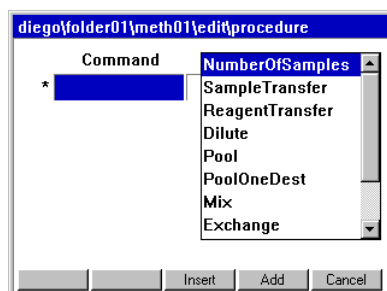 diego\folder01\meth01\edit\procedure
Command
*
NumberOfSamples
SampleTransfer
ReagentTransfer
Dilute
Pool
PoolOneDest
Mix
Exchange
Insert Add Cancel